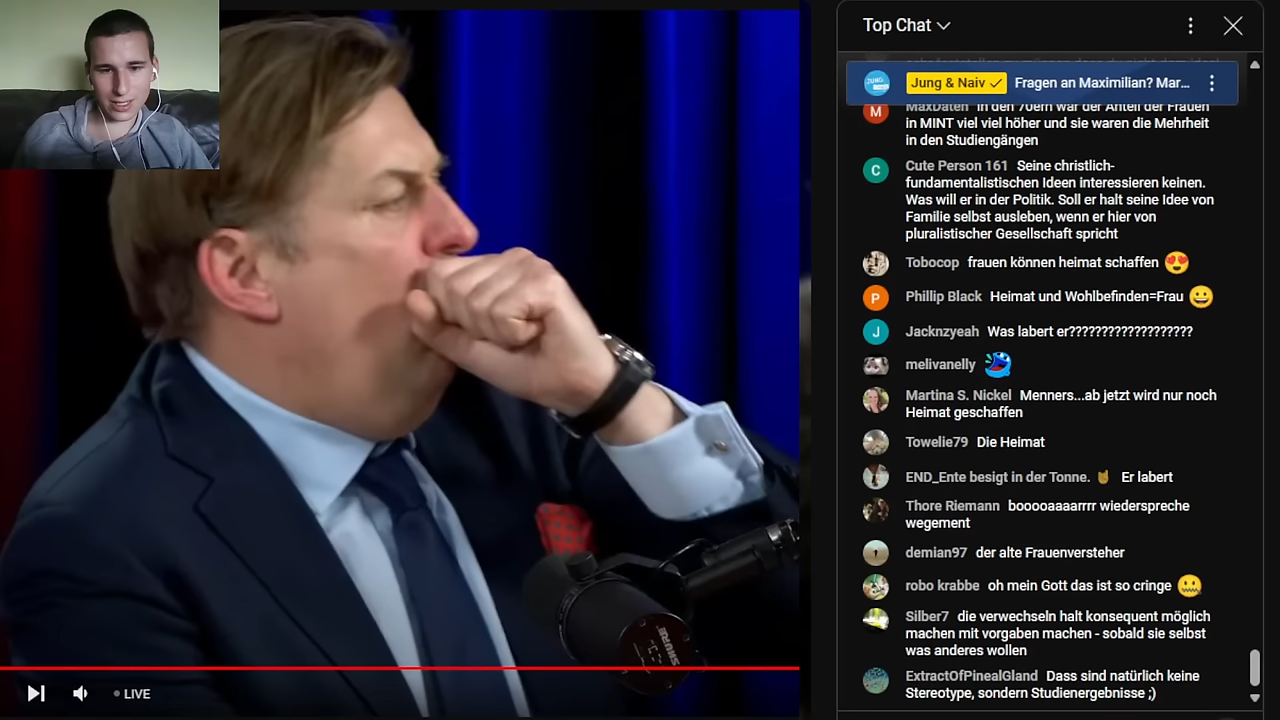 Top Chat
Jung & Naiv Fragen an Maximilian? Mar...
MaxDaten in den 70ern war der Anteil der Frauen
in MINT viel viel höher und sie waren die Mehrheit
in den Studiengängen
Cute Person 161 Seine christlich-
fundamentalistischen Ideen interessieren keinen.
Was will er in der Politik. Soll er halt seine Idee von
Familie selbst ausleben, wenn er hier von
pluralistischer Gesellschaft spricht
Tobocop frauen können heimat schaffen 😍
Phillip Black Heimat und Wohlbefinden=Frau 😀
Jacknzyeah Was labert er???????????????????
melivanelly
Martina S. Nickel Menners...ab jetzt wird nur noch
Heimat geschaffen
Towelie79 Die Heimat
END_Ente besigt in der Tonne. 🤘 Er labert
Thore Riemann booooaaaarrrr wiederspreche
wegement
demian97 der alte Frauenversteher
robo krabbe oh mein Gott das ist so cringe 🤐
Silber7 die verwechseln halt konsequent möglich
machen mit vorgaben machen - sobald sie selbst
was anderes wollen
ExtractOfPinealGland Dass sind natürlich keine
Stereotype, sondern Studienergebnisse ;)
SHURE
LIVE